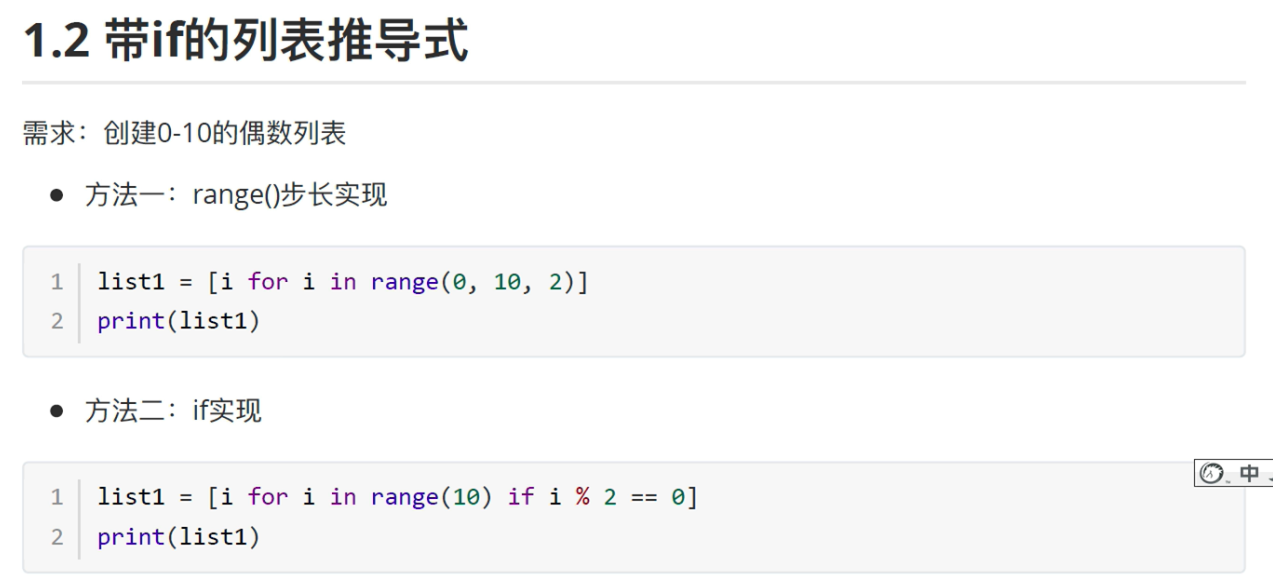 1.2 带if的列表推导式
需求：创建0-10的偶数列表
方法一：range()步长实现
1 list1 = [i for i in range(0, 10, 2)]
2 print(list1)
方法二：if实现
中
1 list1 = [i for i in range(10) if i % 2 == 0]
2 print(list1)